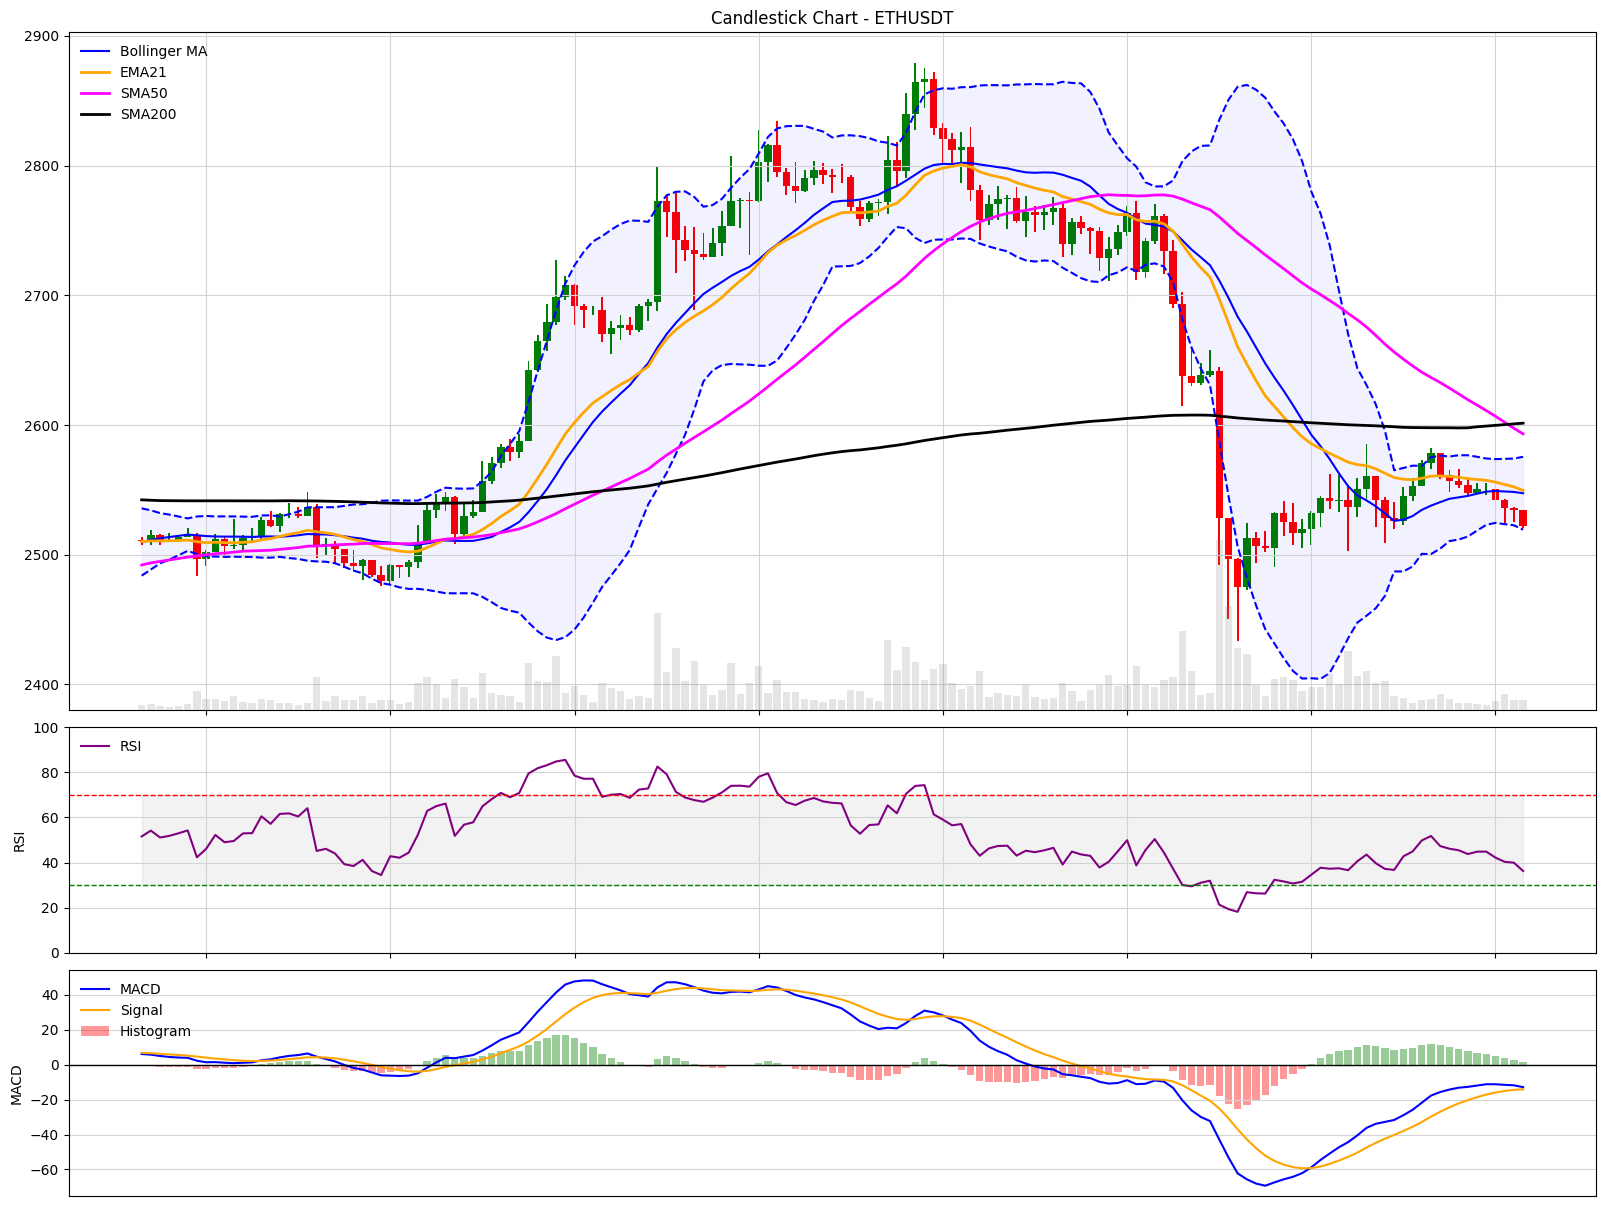 Candlestick Chart - ETHUSDT
2900
2800
2700
2600
2500
2400
Bollinger MA
EMA21
SMA50
SMA200
100
80
60
40
20
0
RSI
RSI
40
20
0
−20
−40
−60
MACD
MACD
Signal
Histogram